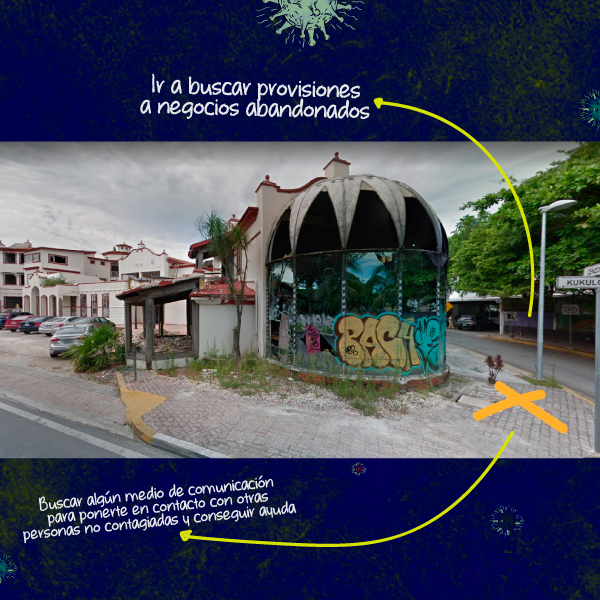 Ir a buscar provisiones
a negocios abandonados
KUKULC
Buscar algún medio de comunicación
para ponerte en contacto con otras
personas no contagiadas y conseguir ayuda